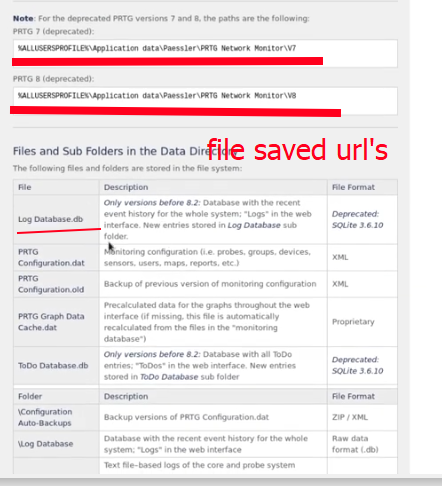 Note: For the deprecated PRTG versions 7 and 8, the paths are the following:
PRTG 7 (deprecated):
%ALLUSERSPROFILE%\Application data\Paessler\PRTG Network Monitor\V7
PRTG 8 (deprecated):
%ALLUSERSPROFILE%\Application data\Paessler\PRTG Network Monitor\V8
file saved url's
Files and Sub Folders in the Data Directory
The following files and folders are stored in the file system:
File Description File Format
Log Database.db
Only versions before 8.2: Database with the recent
event history for the whole system; "Logs" in the web
interface. New entries stored in Log Database sub
folder.
Deprecated:
SQLite 3.6.10
PRTG
Configuration.dat
Monitoring configuration (i.e. probes, groups, devices,
sensors, users, maps, reports, etc.)
XML
PRTG
Configuration.old
Backup of previous version of monitoring configuration
XML
PRTG Graph Data
Cache.dat
Precalculated data for the graphs throughout the web
interface (if missing, this file is automatically
recalculated from the files in the "monitoring
database")
Proprietary
ToDo Database.db
Only versions before 8.2: Database with all ToDo
entries; "ToDos" in the web interface. New entries
stored in ToDo Database sub folder
Deprecated:
SQLite 3.6.10
Folder Description File Format
\Configuration
Auto-Backups
Backup versions of PRTG Configuration.dat
ZIP / XML
\Log Database
Database with the recent event history for the whole
system; "Logs" in the web interface
Raw data
format (.db)
Text file–based logs of the core and probe system